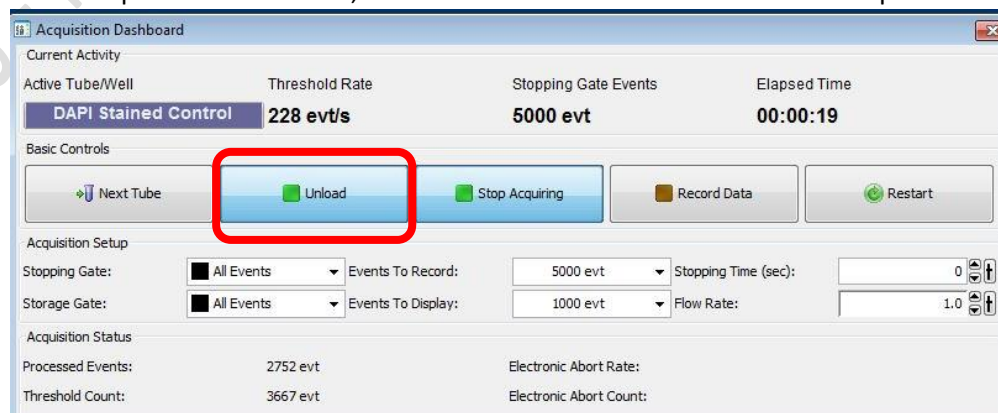 Acquisition Dashboard
Current Activity
Active Tube/Well Threshold Rate Stopping Gate Events Elapsed Time
DAPI Stained Control 228 evt/s 5000 evt 00:00:19
Basic Controls
Next Tube Unload Stop Acquiring Record Data Restart
Acquisition Setup
Stopping Gate: All Events Events To Record: 5000 evt Stopping Time (sec): 0
Storage Gate: All Events Events To Display: 1000 evt Flow Rate: 1.0
Acquisition Status
Processed Events: 2752 evt Electronic Abort Rate:
Threshold Count: 3667 evt Electronic Abort Count: